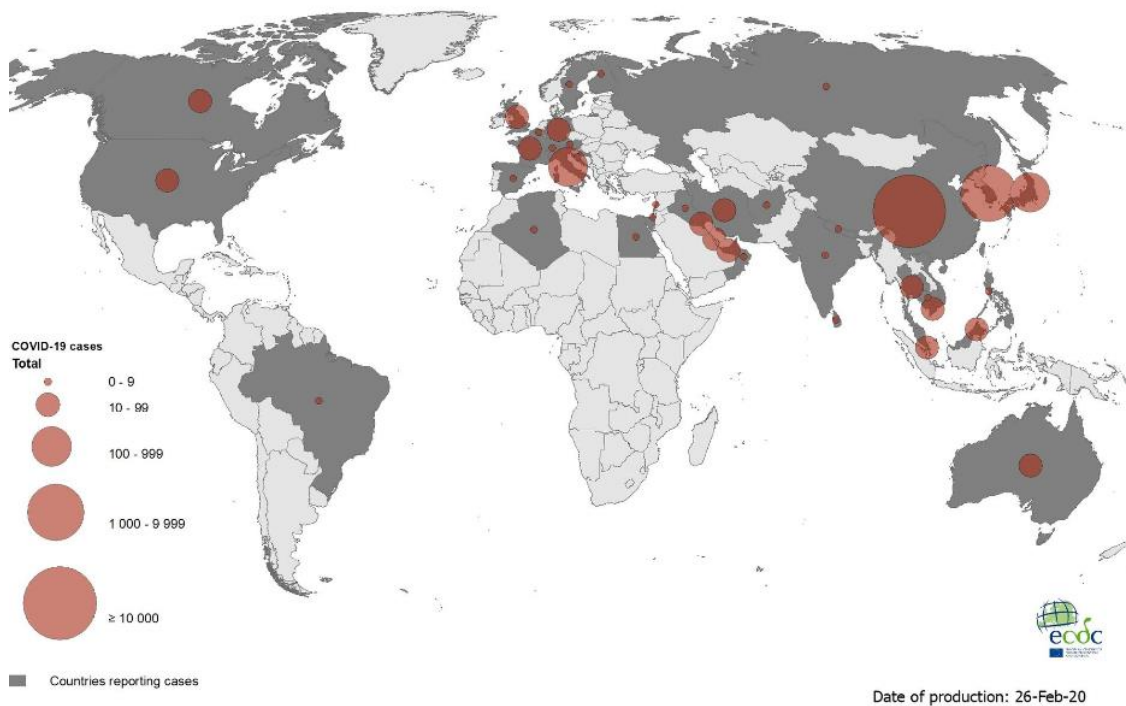 COVID-19 cases
Total
0 - 9
10 - 99
100 - 999
1 000 - 9 999
≥ 10 000
Countries reporting cases
ecdc
Date of production: 26-Feb-20